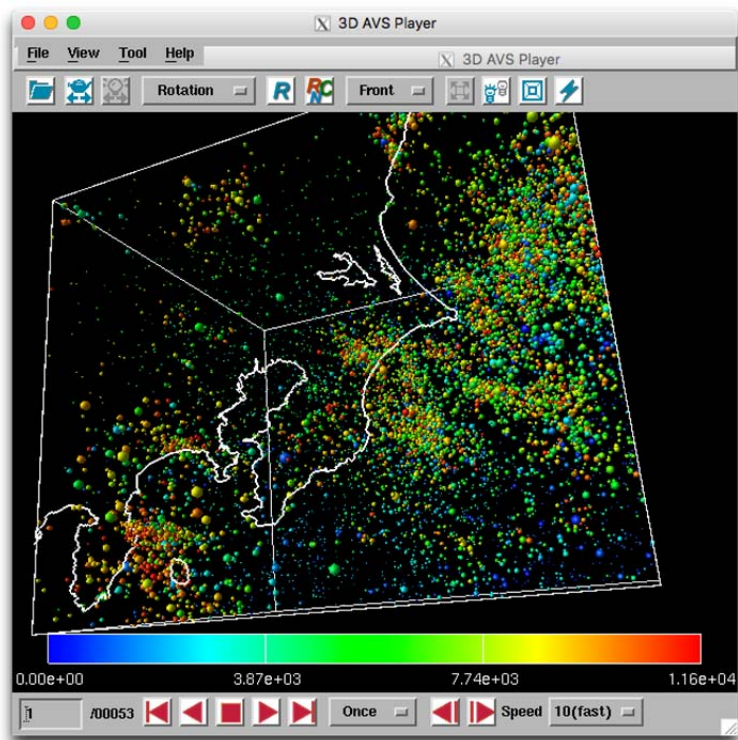 3D AVS Player
File View Tool Help
3D AVS Player
Rotation R RNC Front
0.00e+00 3.87e+03 7.74e+03 1.16e+04
1 /00053 Once Speed 10(fast)